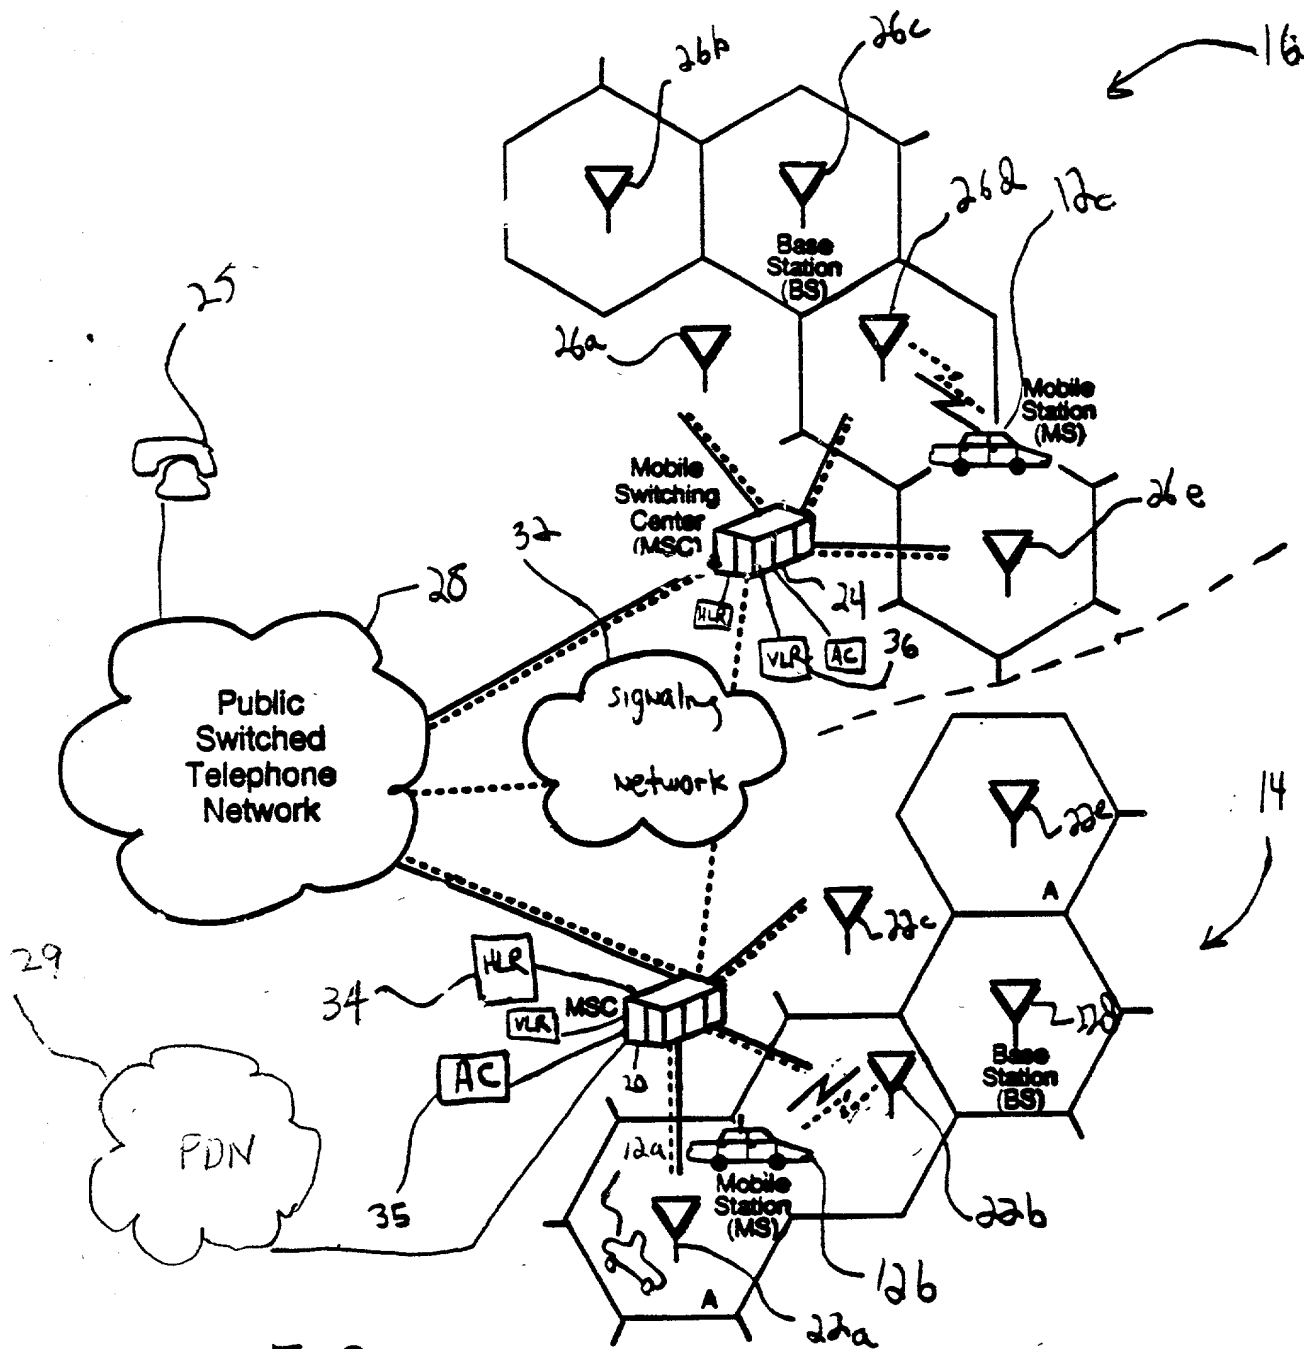 26b
26c
16a
26d
12c
Base
Station
(BS)
25
26a
Mobile
Station
(MS)
Mobile
Switching
Center
(MSC)
26e
32
28
24
HLR
VLR
AC
36
Public
Switched
Telephone
Network
Signaling
Network
14
22e
A
22c
29
HLR
34
MSC
VLR
20
22d
Base
Station
(BS)
AC
PDN
12a
35
Mobile
Station
(MS)
22b
12b
A
22a